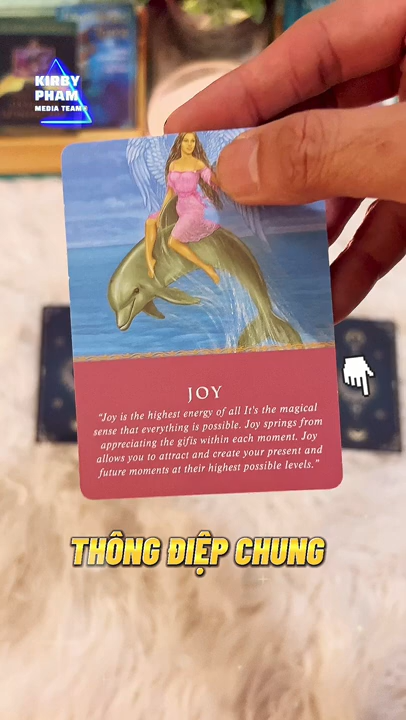 KIRBY
PHAM
MEDIA TEAM
JOY
"Joy is the highest energy of all It's the magical
sense that everything is possible. Joy springs from
appreciating the gifis within each moment. Joy
allows you to attract and create your present and
future moments at their highest possible levels."
THÔNG ĐIỆP CHUNG